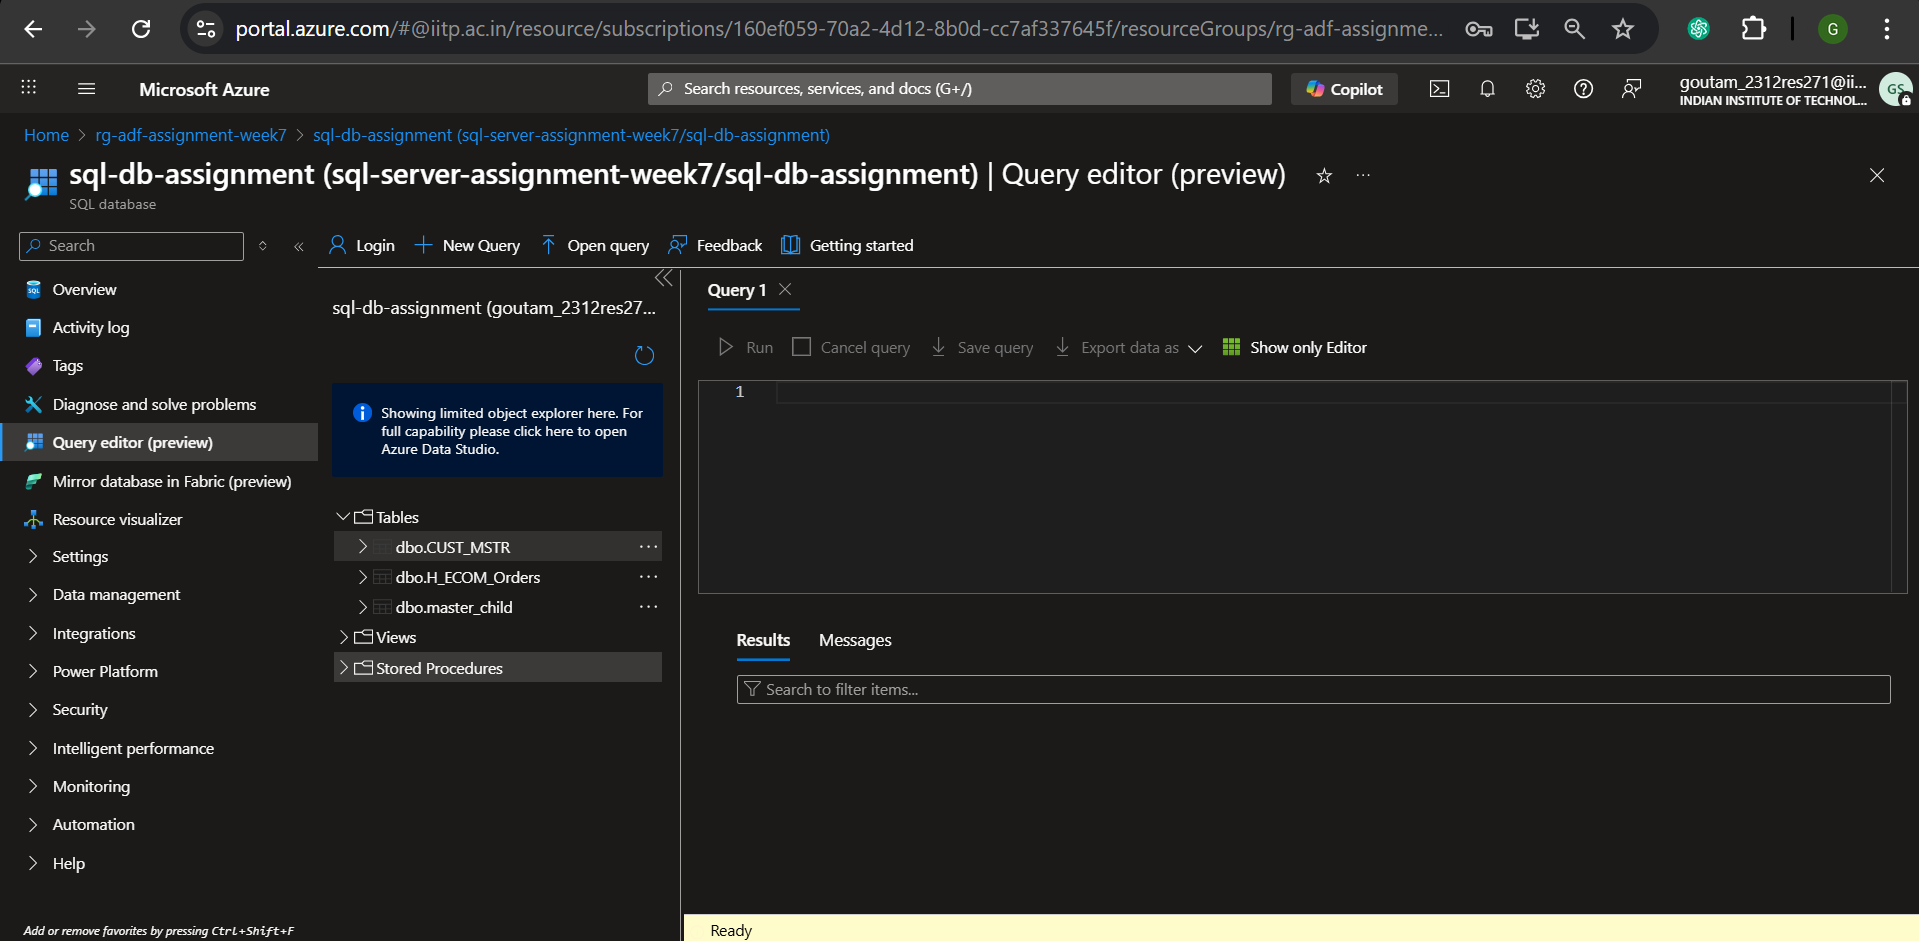 portal.azure.com/#@iitp.ac.in/resource/subscriptions/160ef059-70a2-4d12-8b0d-cc7af337645f/resourceGroups/rg-adf-assignme...
G
Microsoft Azure
Search resources, services, and docs (G+/)
Copilot
goutam_2312res271@ii...
INDIAN INSTITUTE OF TECHNOL...
GS
Home > rg-adf-assignment-week7 > sql-db-assignment (sql-server-assignment-week7/sql-db-assignment)
sql-db-assignment (sql-server-assignment-week7/sql-db-assignment) | Query editor (preview)
SQL database
Search
Login
New Query
Open query
Feedback
Getting started
Overview
Activity log
Tags
Diagnose and solve problems
Query editor (preview)
Mirror database in Fabric (preview)
Resource visualizer
Settings
Data management
Integrations
Power Platform
Security
Intelligent performance
Monitoring
Automation
Help
Add or remove favorites by pressing Ctrl+Shift+F
sql-db-assignment (goutam_2312res27...
Showing limited object explorer here. For
full capability please click here to open
Azure Data Studio.
Tables
dbo.CUST_MSTR
dbo.H_ECOM_Orders
dbo.master_child
Views
Stored Procedures
Query 1
Run
Cancel query
Save query
Export data as
Show only Editor
1
Results
Messages
Search to filter items...
Ready